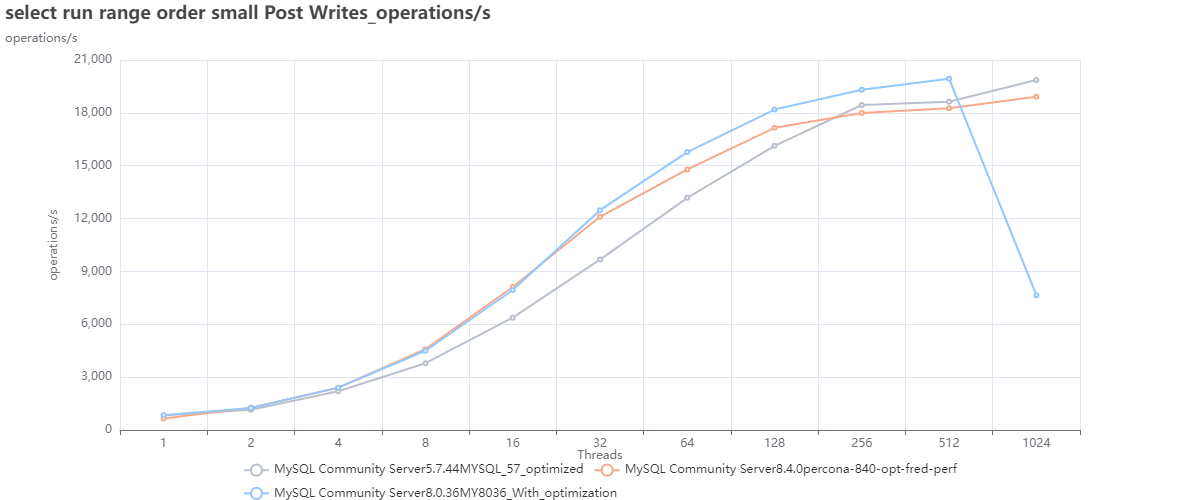 select run range order small Post Writes_operations/s
operations/s
21,000
18,000
15,000
12,000
9,000
6,000
3,000
0
operations/s
1 2 4 8 16 32 64 128 256 512 1024
Threads
MySQL Community Server5.7.44MYSQL_57_optimized MySQL Community Server8.4.0percona-840-opt-fred-perf
MySQL Community Server8.0.36MY8036_With_optimization